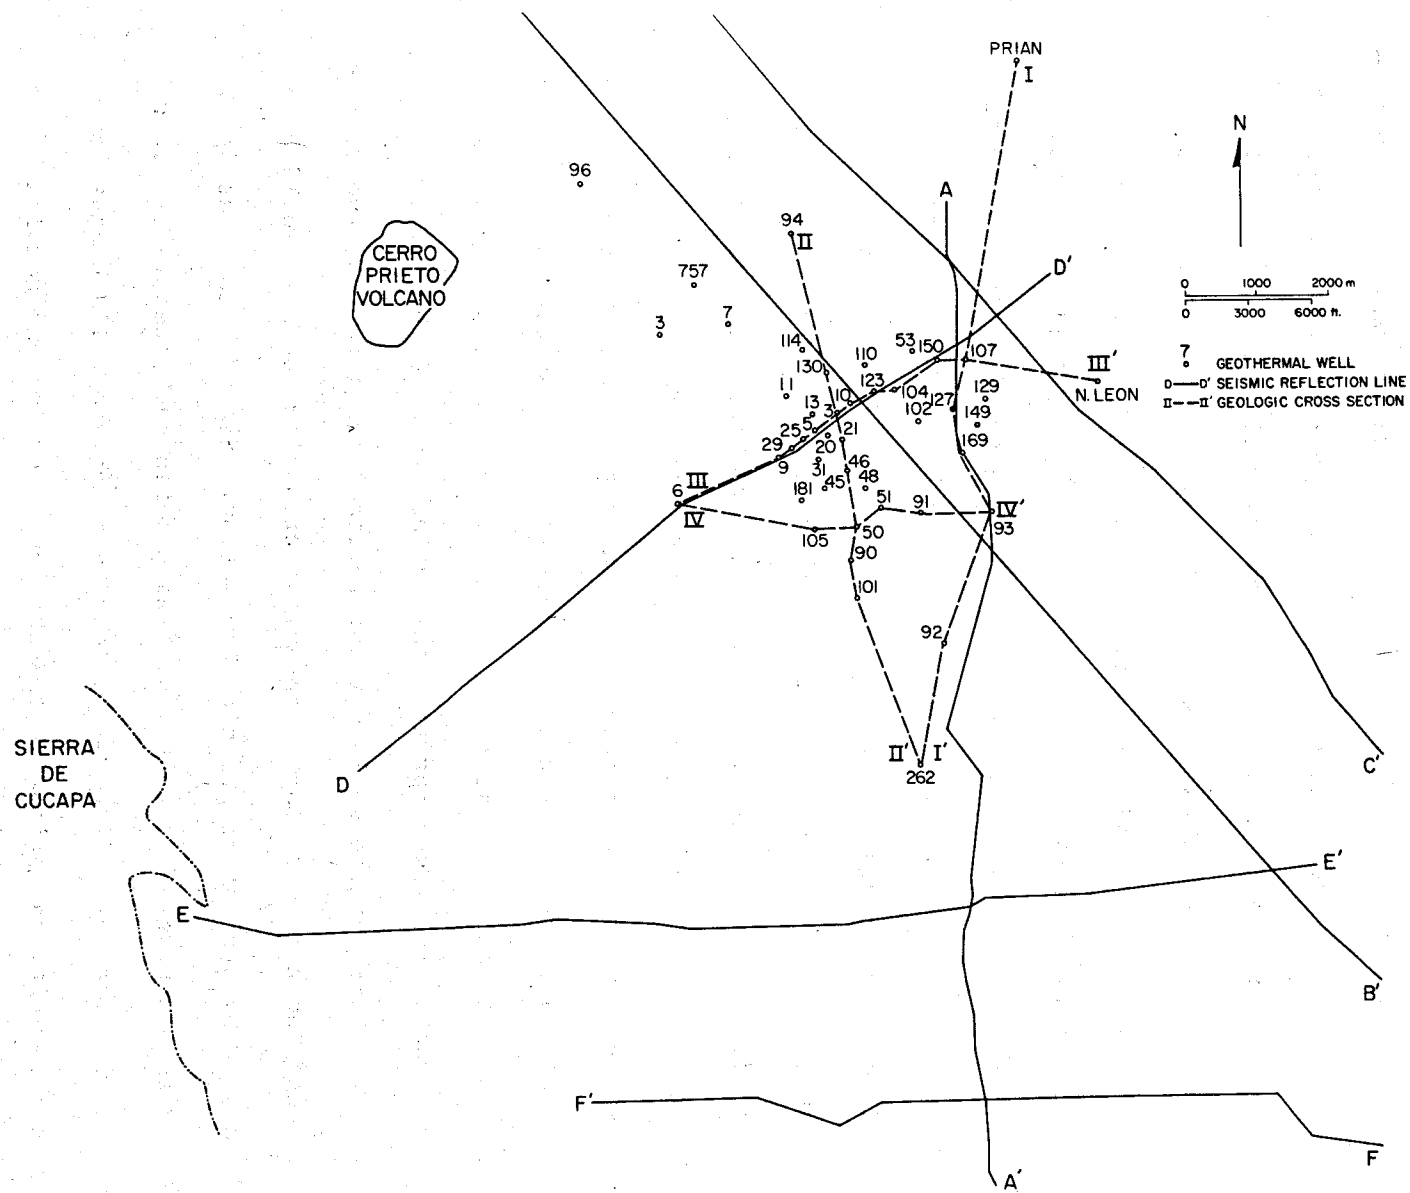 PRIAN
I
N
96
A
94
II
CERRO
PRIETO
VOLCANO
D'
757
0 1000 2000 m
0 3000 6000 ft.
3
7
114
53
150
107
110
III'
N. LEON
7 GEOTHERMAL WELL
D—D' SEISMIC REFLECTION LINE
II--II' GEOLOGIC CROSS SECTION
130
11
123
104
129
10
127
102
149
13
3
5
25
21
169
29
20
9
31
46
III
6
45
48
181
51
91
IV'
IV
93
105
50
90
101
92
SIERRA
DE
CUCAPA
II'
I'
262
D
C'
E'
E
B'
F'
F
A'